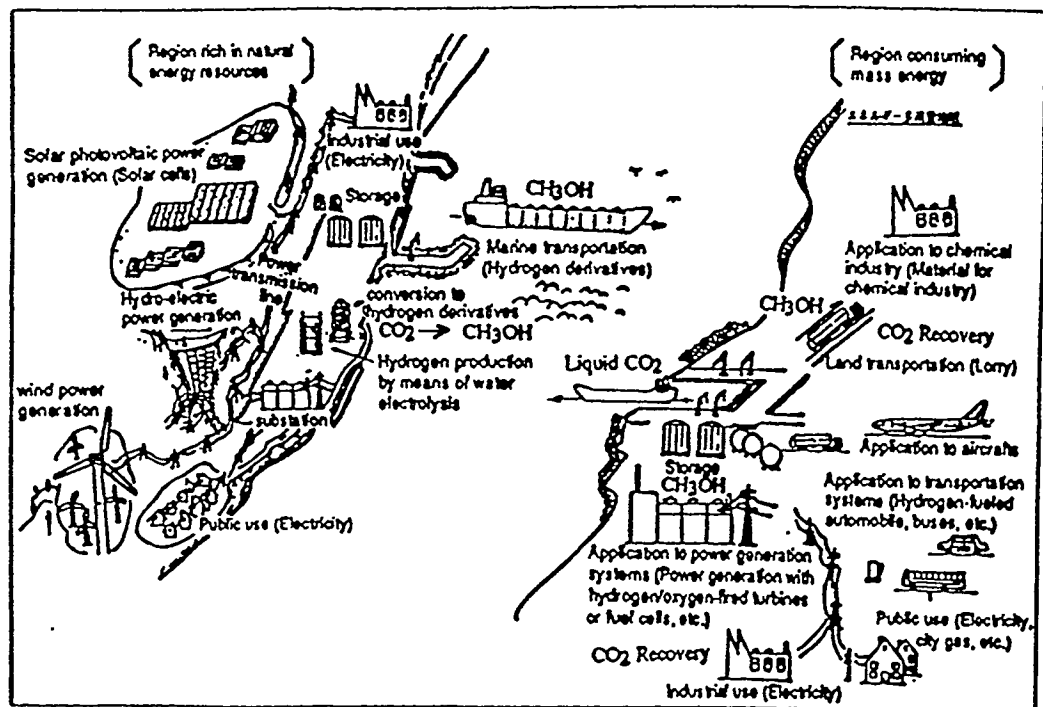 Region rich in natural
energy resources
Solar photovoltaic power
generation (Solar cells)
Industrial use
(Electricity)
Storage
CH3OH
Marine transportation
(Hydrogen derivatives)
Power
transmission
line
Hydro-electric
power generation
conversion to
hydrogen derivatives
CO2 → CH3OH
Hydrogen production
by means of water
electrolysis
wind power
generation
substation
Public use (Electricity)
Region consuming
mass energy
Application to chemical
industry (Material for
chemical industry)
CH3OH
CO2 Recovery
Land transportation (Lorry)
Liquid CO2
Application to aircrafts
Storage
CH3OH
Application to transportation
systems (Hydrogen-fueled
automobile, buses, etc.)
Application to power generation
systems (Power generation with
hydrogen/oxygen-fired turbines
or fuel cells, etc.)
Public use (Electricity,
city gas, etc.)
CO2 Recovery
Industrial use (Electricity)